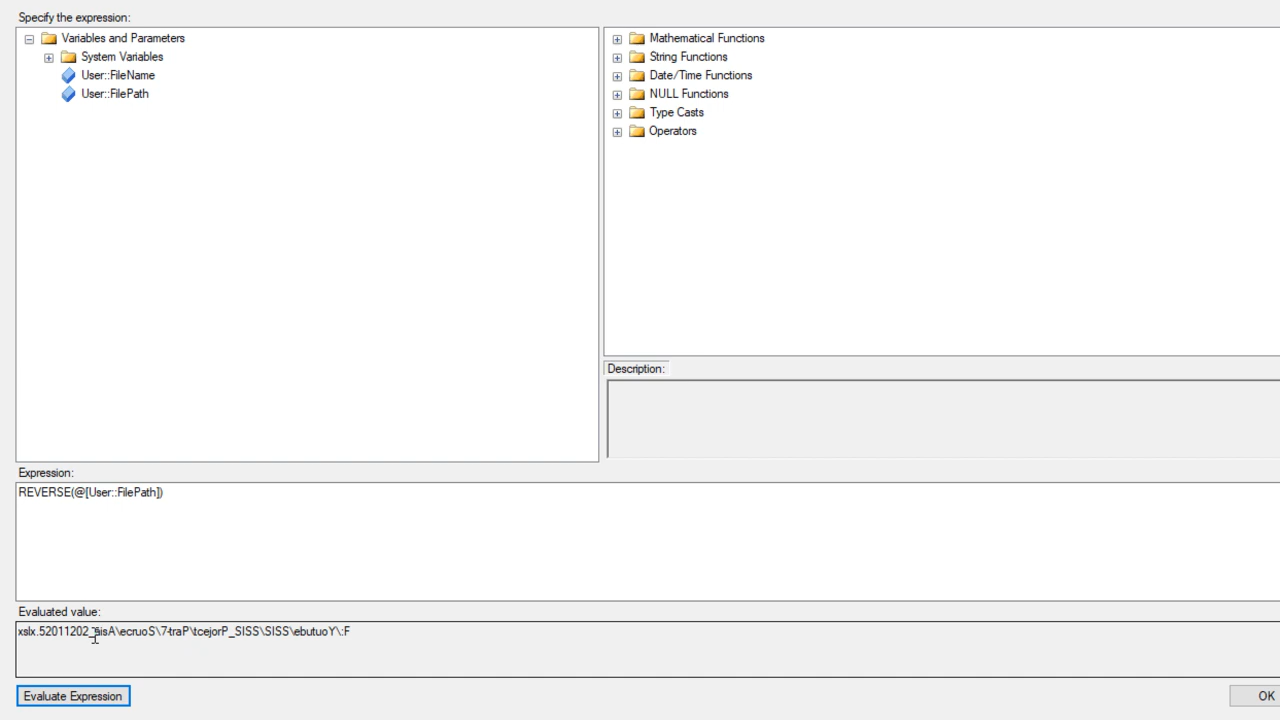 Specify the expression:
Variables and Parameters
System Variables
User::FileName
User::FilePath
Mathematical Functions
String Functions
Date/Time Functions
NULL Functions
Type Casts
Operators
Description:
Expression:
REVERSE(@[User::FilePath])
Evaluated value:
xslx.52011202_aisA\ecruoS\7-traP\tcejorP_SISS\SISS\ebutuoY\:F
Evaluate Expression
OK